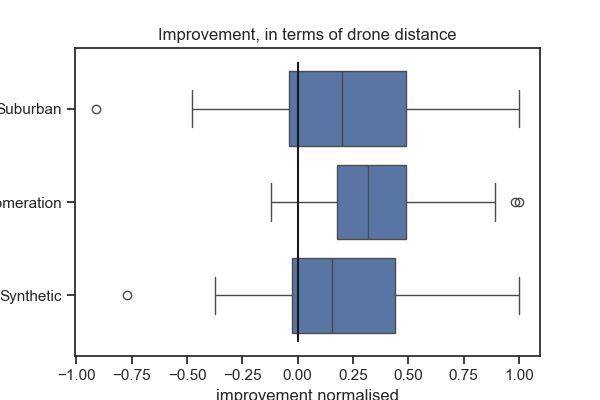 Improvement, in terms of drone distance
Suburban
omeration
Synthetic
−1.00 −0.75 −0.50 −0.25 0.00 0.25 0.50 0.75 1.00
improvement normalised